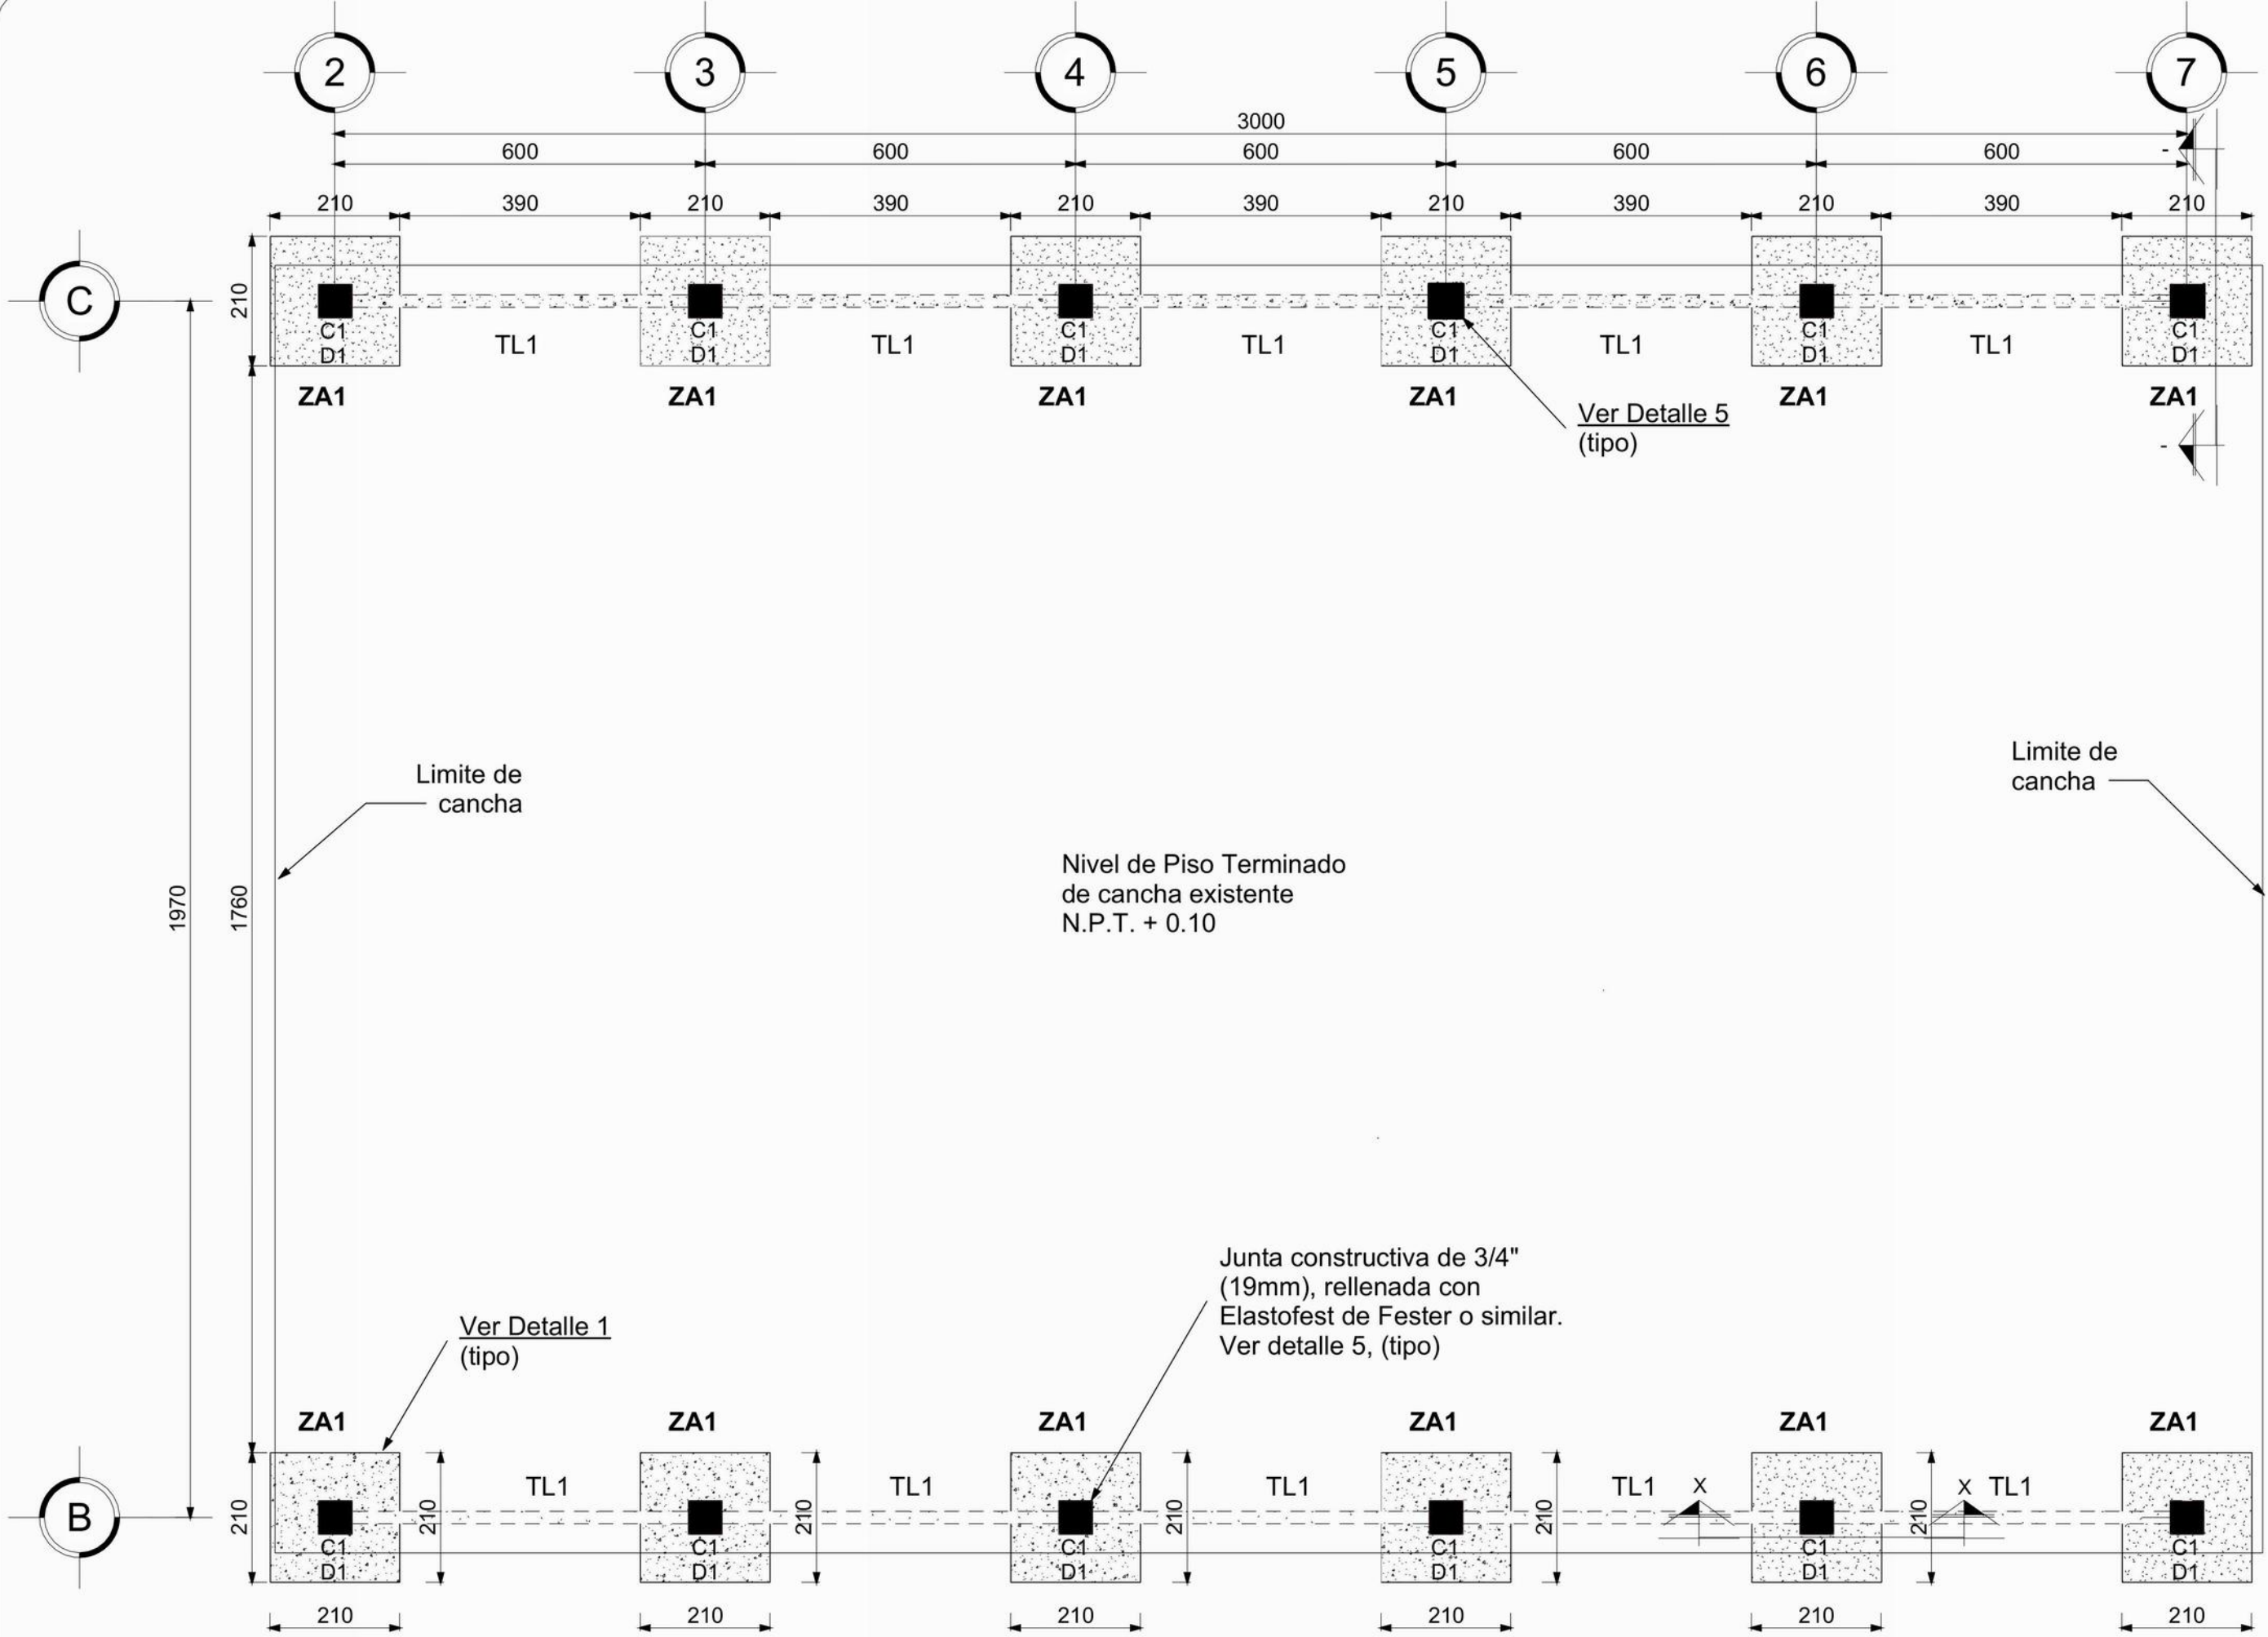 2 3 4 5 6 7
3000
600 600 600 600 600
210 390 210 390 210 390 210 390 210 390 210
-
C
210
C1 C1 C1 C1 C1 C1
TL1 TL1 TL1 TL1 TL1
D1 D1 D1 D1 D1 D1
ZA1 ZA1 ZA1 ZA1 ZA1 ZA1
Ver Detalle 5
(tipo)
-
Limite de
cancha
Limite de
cancha
1970
1760
Nivel de Piso Terminado
de cancha existente
N.P.T. + 0.10
Junta constructiva de 3/4"
(19mm), rellenada con
Elastofest de Fester o similar.
Ver detalle 5, (tipo)
Ver Detalle 1
(tipo)
ZA1 ZA1 ZA1 ZA1 ZA1 ZA1
TL1 TL1 TL1 TL1 X X TL1
B
210 210 210 210 210 210
C1 C1 C1 C1 C1 C1
D1 D1 D1 D1 D1 D1
210 210 210 210 210 210